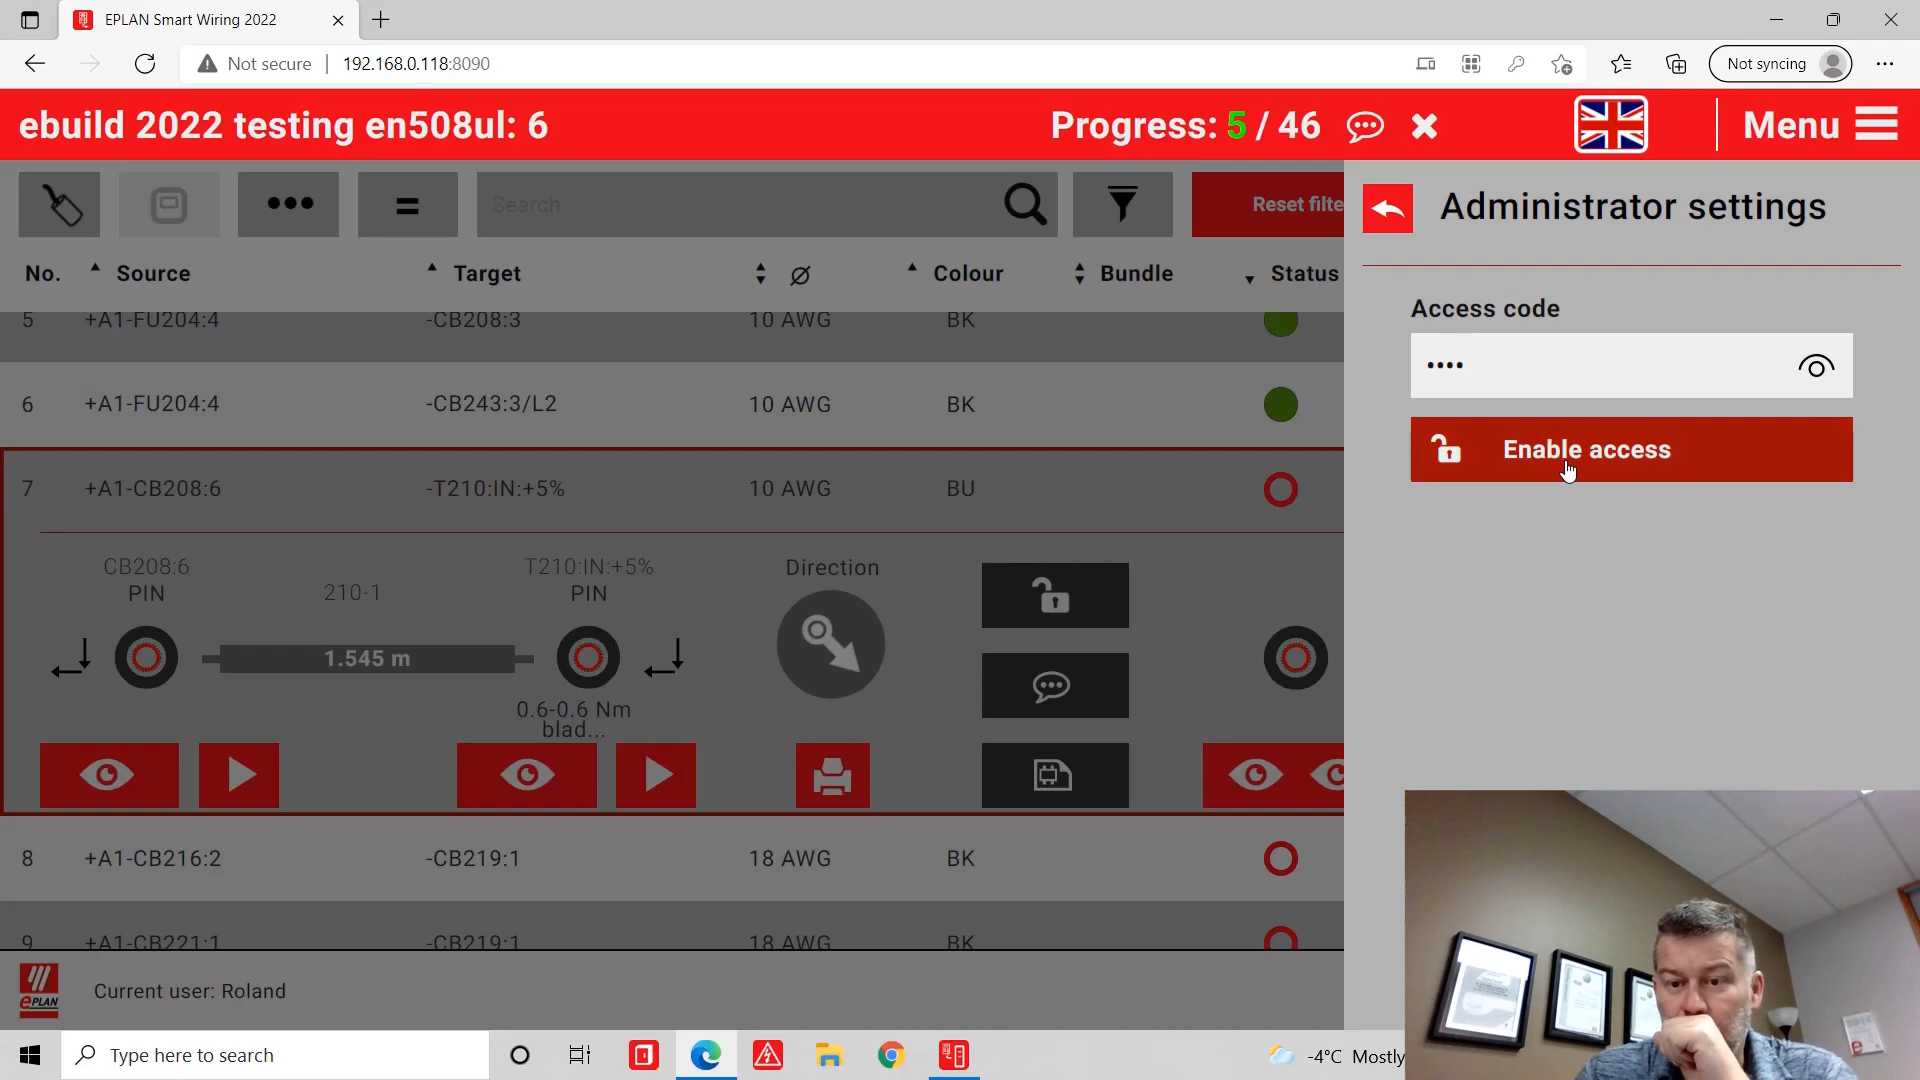 EPLAN Smart Wiring 2022
Not secure
192.168.0.118:8090
Not syncing
ebuild 2022 testing en508ul: 6
Progress: 5 / 46
Menu
Search
Reset filte
Administrator settings
No. Source Target Ø Colour Bundle Status
Access code
••••
Enable access
5 +A1-FU204:4 -CB208:3 10 AWG BK
6 +A1-FU204:4 -CB243:3/L2 10 AWG BK
7 +A1-CB208:6 -T210:IN:+5% 10 AWG BU
CB208:6
PIN
210-1
T210:IN:+5%
PIN
Direction
1.545 m
0.6-0.6 Nm
blad...
8 +A1-CB216:2 -CB219:1 18 AWG BK
9 +A1-CB221:1 -CB219:1 18 AWG BK
ePLAN
Current user: Roland
Type here to search
-4°C Mostly